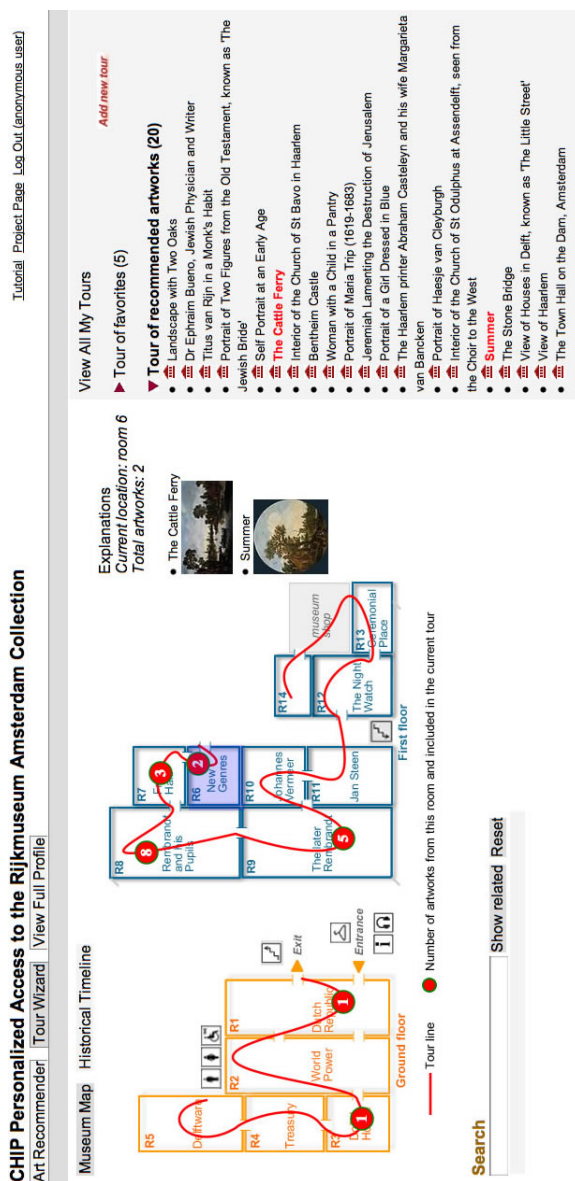 Tutorial Project Page Log Out (anonymous user)
CHIP Personalized Access to the Rijkmuseum Amsterdam Collection
Art Recommender Tour Wizard View Full Profile
Museum Map Historical Timeline
R5
Delftware
R4
Treasury
R3
1
R2
World
Power
R1
Dutch
Republic
1
Exit
Entrance
i
Ground floor
R8
Rembrandt
and his
Pupils
8
R7
3
R6
2
New
Genres
R9
The later
Rembrandt
5
R10
Johannes
Vermeer
R11
Jan Steen
R14
museum
shop
R12
The Night
Watch
R13
Ceremonial
Place
First floor
Tour line
Number of artworks from this room and included in the current tour
Search
Show related Reset
Explanations
Current location: room 6
Total artworks: 2
• The Cattle Ferry
• Summer
View All My Tours
Add new tour
Tour of favorites (5)
Tour of recommended artworks (20)
• Landscape with Two Oaks
• Dr Ephraim Bueno, Jewish Physician and Writer
• Titus van Rijn in a Monk's Habit
• Portrait of Two Figures from the Old Testament, known as 'The
Jewish Bride'
• Self Portrait at an Early Age
• The Cattle Ferry
• Interior of the Church of St Bavo in Haarlem
• Bentheim Castle
• Woman with a Child in a Pantry
• Portrait of Maria Trip (1619-1683)
• Jeremiah Lamenting the Destruction of Jerusalem
• Portrait of a Girl Dressed in Blue
• The Haarlem printer Abraham Casteleyn and his wife Margarieta
van Bancken
• Portrait of Haesje van Cleyburgh
• Interior of the Church of St Odulphus at Assendelft, seen from
the Choir to the West
• Summer
• The Stone Bridge
• View of Houses in Delft, known as 'The Little Street'
• View of Haarlem
• The Town Hall on the Dam, Amsterdam